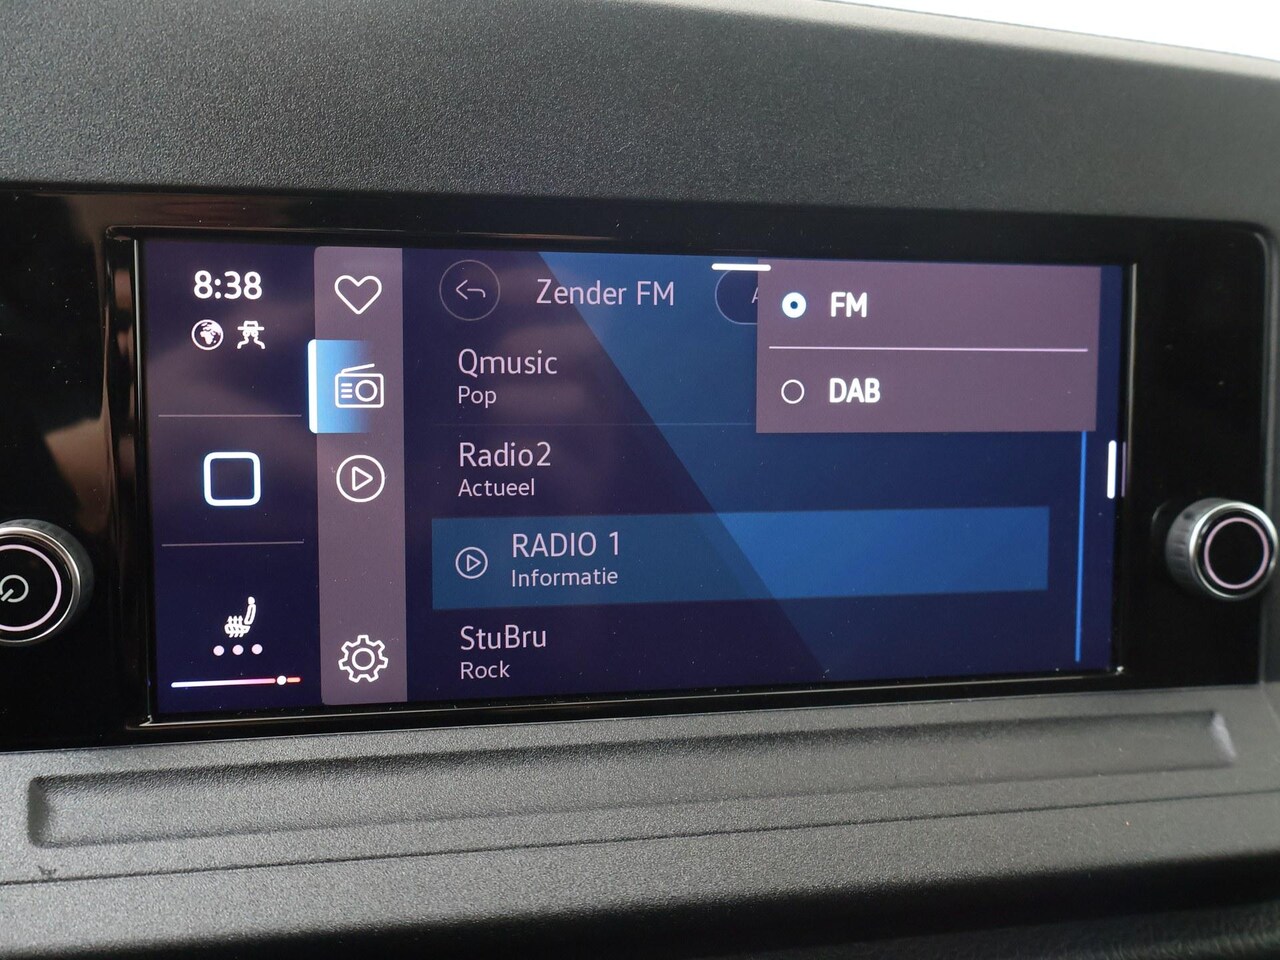 8:38
Zender FM
A
FM
DAB
Qmusic
Pop
Radio2
Actueel
RADIO 1
Informatie
StuBru
Rock